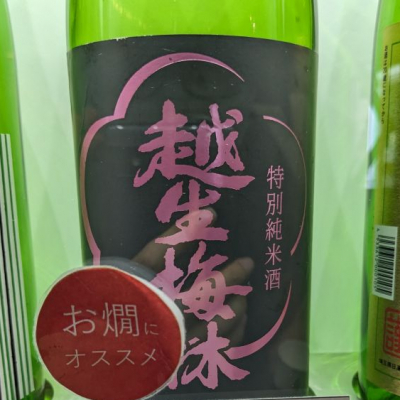 越生梅林
特別純米酒
お燗に
オススメ